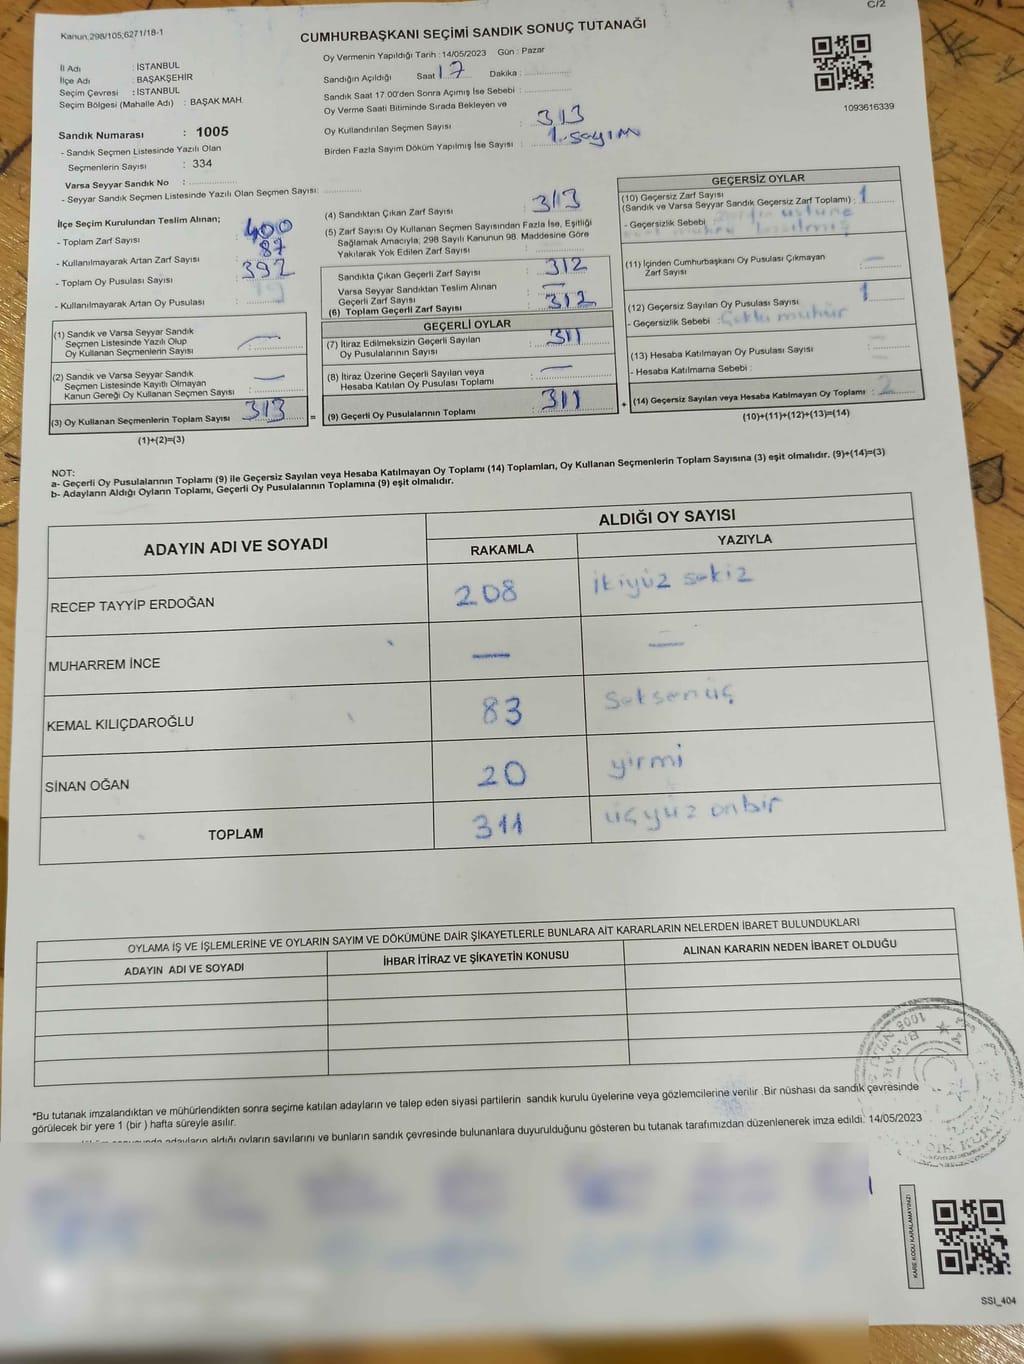 C/2
Kanun,298/105,6271/18-1
CUMHURBAŞKANI SEÇİMİ SANDIK SONUÇ TUTANAĞI
İl Adı : İSTANBUL
İlçe Adı : BAŞAKŞEHİR
Seçim Çevresi : İSTANBUL
Seçim Bölgesi (Mahalle Adı) : BAŞAK MAH.
Sandık Numarası : 1005
- Sandık Seçmen Listesinde Yazılı Olan
Seçmenlerin Sayısı : 334
Varsa Seyyar Sandık No :
- Seyyar Sandık Seçmen Listesinde Yazılı Olan Seçmen Sayısı:
Oy Vermenin Yapıldığı Tarih : 14/05/2023 Gün : Pazar
Sandığın Açıldığı Saat 17 Dakika :
Sandık Saat 17.00'den Sonra Açımış İse Sebebi :
Oy Verme Saati Bitiminde Sırada Bekleyen ve
Oy Kullandırılan Seçmen Sayısı : 313
Birden Fazla Sayım Döküm Yapılmış İse Sayısı : 1. sayım
1093616339
İlçe Seçim Kurulundan Teslim Alınan;
- Toplam Zarf Sayısı : 400
- Kullanılmayarak Artan Zarf Sayısı : 87
- Toplam Oy Pusulası Sayısı : 392
- Kullanılmayarak Artan Oy Pusulası :
(1) Sandık ve Varsa Seyyar Sandık
Seçmen Listesinde Yazılı Olup
Oy Kullanan Seçmenlerin Sayısı : —
(2) Sandık ve Varsa Seyyar Sandık
Seçmen Listesinde Kayıtlı Olmayan
Kanun Gereği Oy Kullanan Seçmen Sayısı : —
(3) Oy Kullanan Seçmenlerin Toplam Sayısı : 313
(1)+(2)=(3)
(4) Sandıktan Çıkan Zarf Sayısı : 313
(5) Zarf Sayısı Oy Kullanan Seçmen Sayısından Fazla İse, Eşitliği
Sağlamak Amacıyla, 298 Sayılı Kanunun 98. Maddesine Göre
Yakılarak Yok Edilen Zarf Sayısı :
Sandıkta Çıkan Geçerli Zarf Sayısı : 312
Varsa Seyyar Sandıktan Teslim Alınan
Geçerli Zarf Sayısı : —
(6) Toplam Geçerli Zarf Sayısı : 312
GEÇERLİ OYLAR
(7) İtiraz Edilmeksizin Geçerli Sayılan
Oy Pusulalarının Sayısı : 311
(8) İtiraz Üzerine Geçerli Sayılan veya
Hesaba Katılan Oy Pusulası Toplamı : —
= (9) Geçerli Oy Pusulalarının Toplamı : 311
GEÇERSİZ OYLAR
(10) Geçersiz Zarf Sayısı
(Sandık ve Varsa Seyyar Sandık Geçersiz Zarf Toplamı) : 1
- Geçersizlik Sebebi : Zarfın üstüne
(11) İçinden Cumhurbaşkanı Oy Pusulası Çıkmayan
Zarf Sayısı : —
(12) Geçersiz Sayılan Oy Pusulası Sayısı : 1
- Geçersizlik Sebebi : Çoklu mühür
(13) Hesaba Katılmayan Oy Pusulası Sayısı :
- Hesaba Katılmama Sebebi :
+ (14) Geçersiz Sayılan veya Hesaba Katılmayan Oy Toplamı : 2
(10)+(11)+(12)+(13)=(14)
NOT:
a- Geçerli Oy Pusulalarının Toplamı (9) ile Geçersiz Sayılan veya Hesaba Katılmayan Oy Toplamı (14) Toplamları, Oy Kullanan Seçmenlerin Toplam Sayısına (3) eşit olmalıdır. (9)+(14)=(3)
b- Adayların Aldığı Oyların Toplamı, Geçerli Oy Pusulalarının Toplamına (9) eşit olmalıdır.
ADAYIN ADI VE SOYADI
ALDIĞI OY SAYISI
RAKAMLA YAZIYLA
RECEP TAYYİP ERDOĞAN 208 ikiyüz sekiz
MUHARREM İNCE — —
KEMAL KILIÇDAROĞLU 83 Seksenüç
SİNAN OĞAN 20 yirmi
TOPLAM 311 üçyüz onbir
OYLAMA İŞ VE İŞLEMLERİNE VE OYLARIN SAYIM VE DÖKÜMÜNE DAİR ŞİKAYETLERLE BUNLARA AİT KARARLARIN NELERDEN İBARET BULUNDUKLARI
ADAYIN ADI VE SOYADI İHBAR İTİRAZ VE ŞİKAYETİN KONUSU ALINAN KARARIN NEDEN İBARET OLDUĞU
*Bu tutanak imzalandıktan ve mühürlendikten sonra seçime katılan adayların ve talep eden siyasi partilerin sandık kurulu üyelerine veya gözlemcilerine verilir .Bir nüshası da sandık çevresinde
görülecek bir yere 1 (bir ) hafta süreyle asılır.
adayların aldığı oyların sayılarını ve bunların sandık çevresinde bulunanlara duyurulduğunu gösteren bu tutanak tarafımızdan düzenlenerek imza edildi. 14/05/2023
KARE KODU KARALAMAYINIZ!
SSI_404